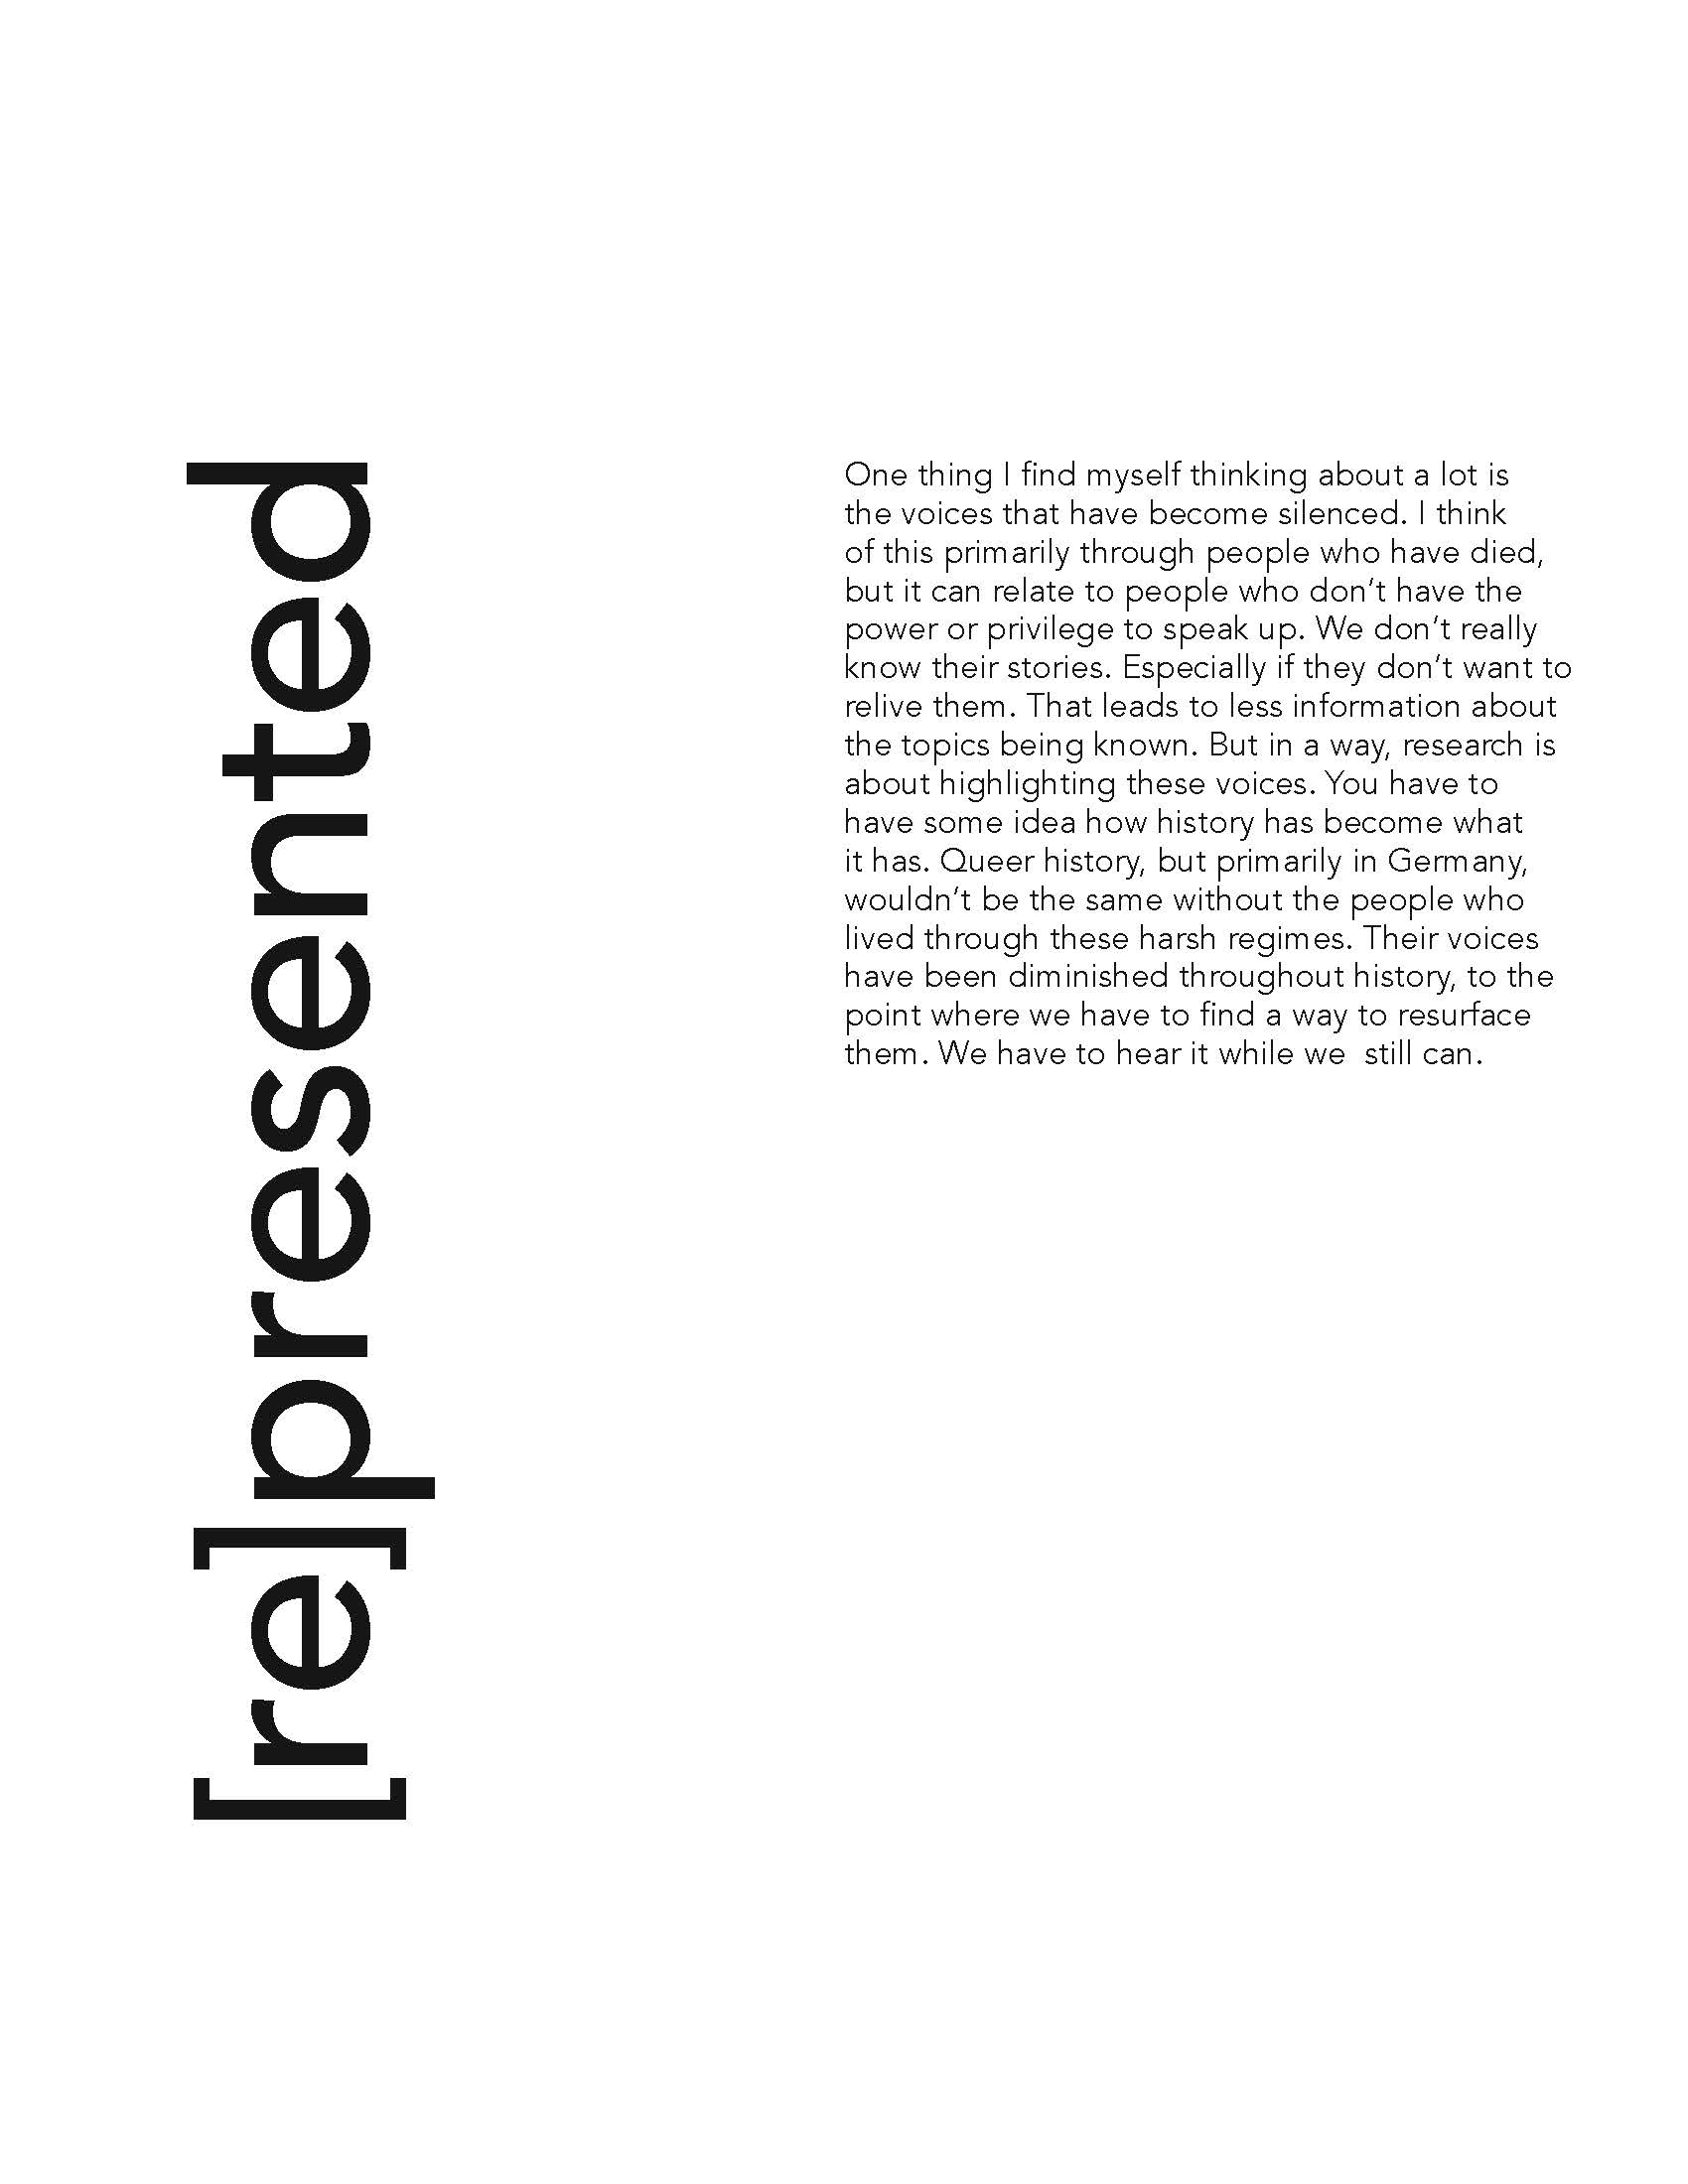 [re]presented
One thing I find myself thinking about a lot is
the voices that have become silenced. I think
of this primarily through people who have died,
but it can relate to people who don’t have the
power or privilege to speak up. We don’t really
know their stories. Especially if they don’t want to
relive them. That leads to less information about
the topics being known. But in a way, research is
about highlighting these voices. You have to
have some idea how history has become what
it has. Queer history, but primarily in Germany,
wouldn’t be the same without the people who
lived through these harsh regimes. Their voices
have been diminished throughout history, to the
point where we have to find a way to resurface
them. We have to hear it while we  still can.